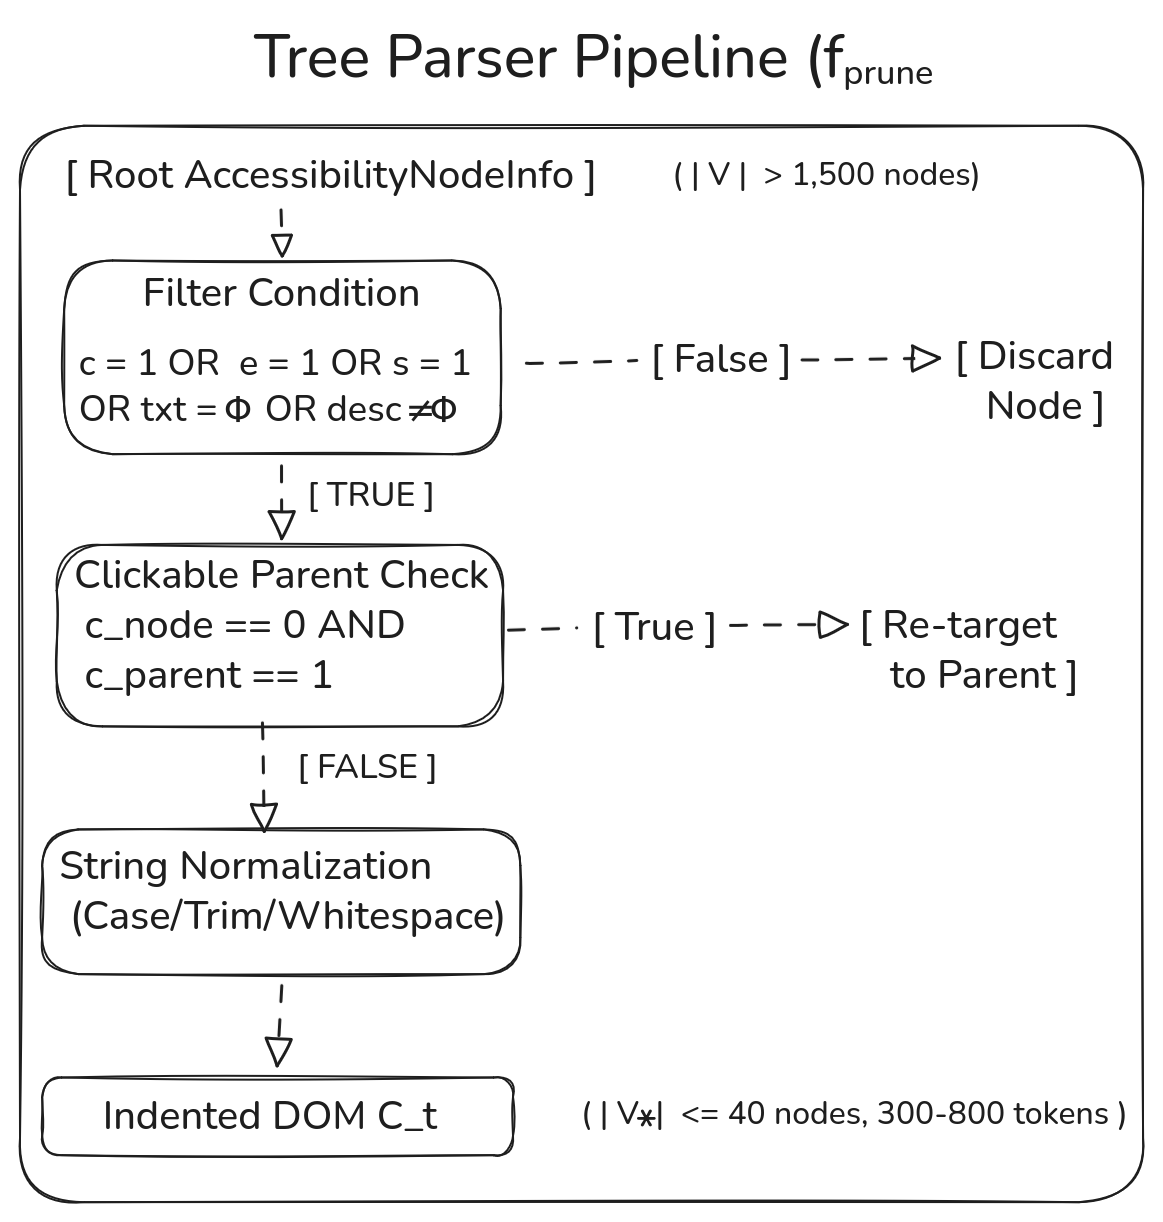 Tree Parser Pipeline (fprune
[ Root AccessibilityNodeInfo ] ( | V | > 1,500 nodes)
Filter Condition
c = 1 OR e = 1 OR s = 1
OR txt = Φ OR desc ≠Φ
[ False ]
[ Discard
Node ]
[ TRUE ]
Clickable Parent Check
c_node == 0 AND
c_parent == 1
[ True ]
[ Re-target
to Parent ]
[ FALSE ]
String Normalization
(Case/Trim/Whitespace)
Indented DOM C_t
( | V*| <= 40 nodes, 300-800 tokens )